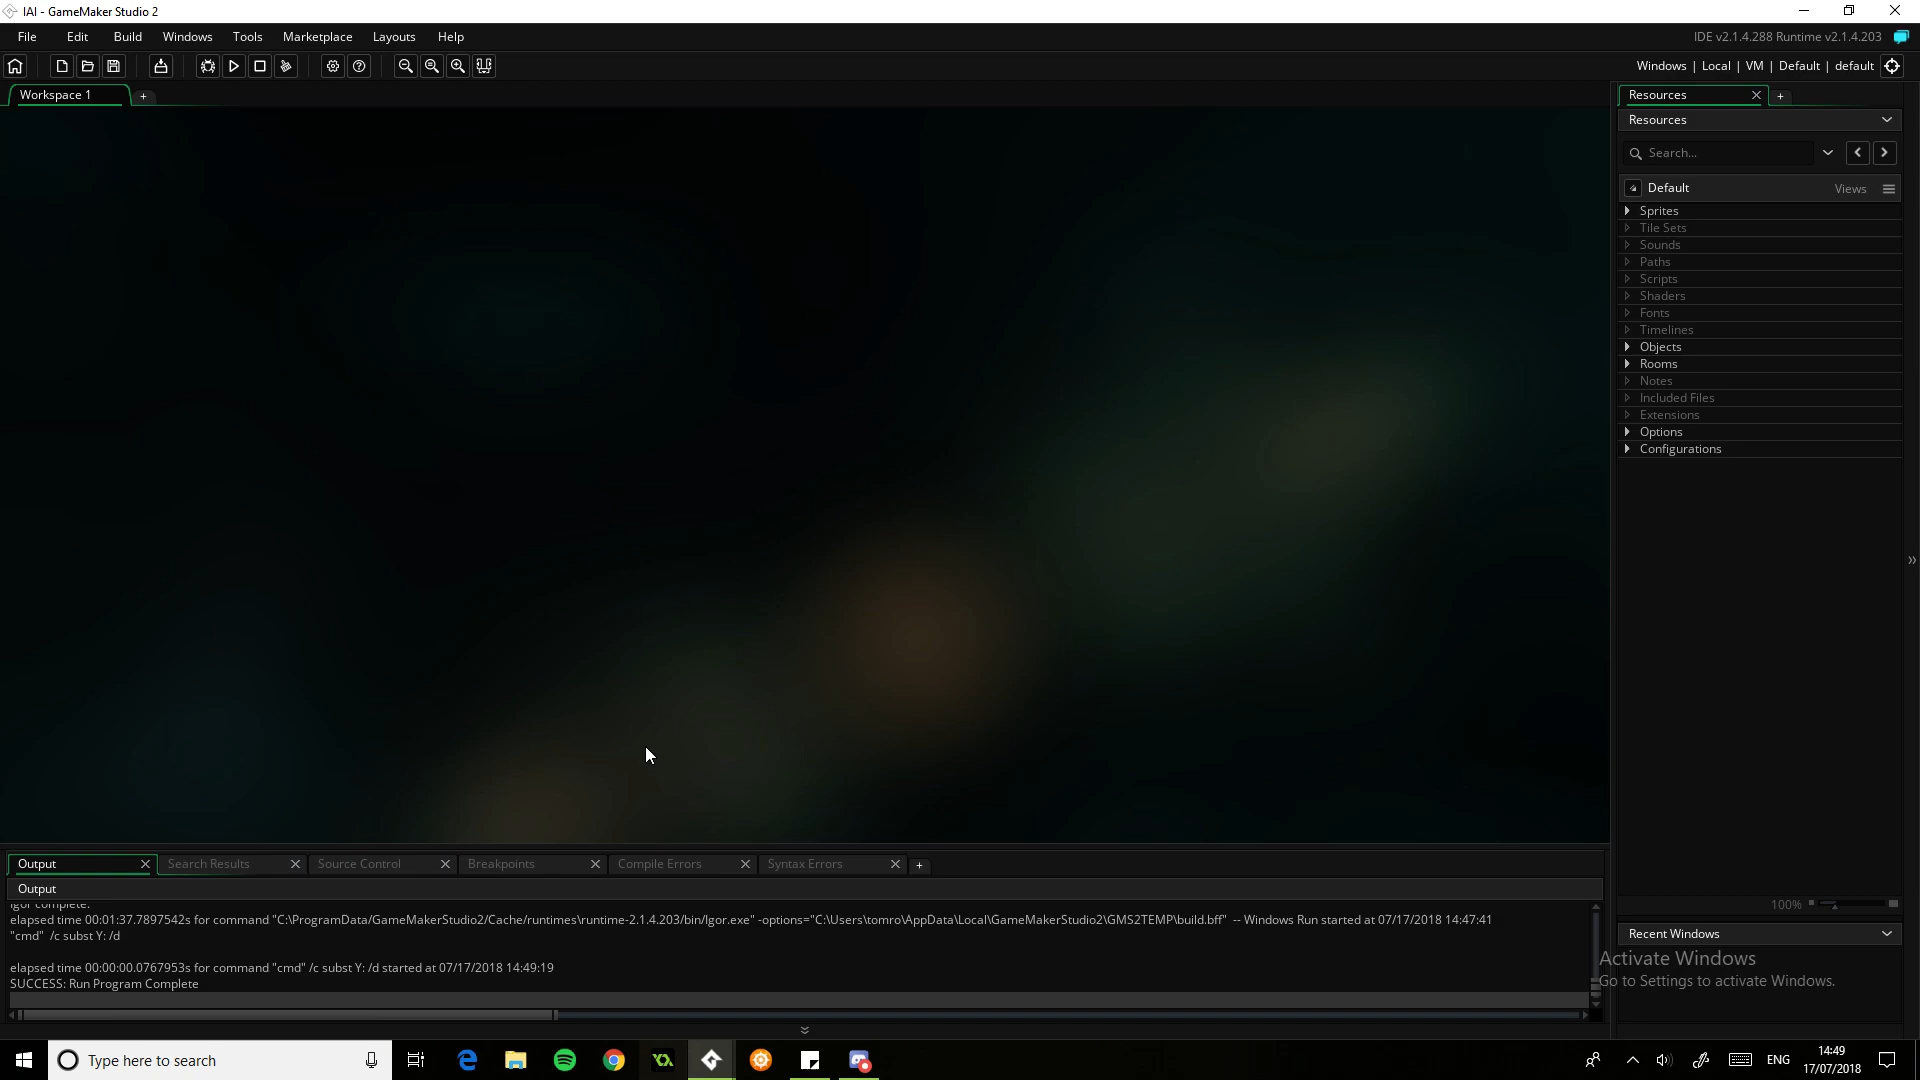 IAI - GameMaker Studio 2
File Edit Build Windows Tools Marketplace Layouts Help
IDE v2.1.4.288 Runtime v2.1.4.203
Windows | Local | VM | Default | default
Workspace 1 +
Resources +
Resources
Search...
Default Views
Sprites
Tile Sets
Sounds
Paths
Scripts
Shaders
Fonts
Timelines
Objects
Rooms
Notes
Included Files
Extensions
Options
Configurations
100%
Recent Windows
Activate Windows
Go to Settings to activate Windows.
Output Search Results Source Control Breakpoints Compile Errors Syntax Errors +
Output
Igor complete.
elapsed time 00:01:37.7897542s for command "C:\ProgramData/GameMakerStudio2/Cache/runtimes\runtime-2.1.4.203/bin/Igor.exe" -options="C:\Users\tomro\AppData\Local\GameMakerStudio2\GMS2TEMP\build.bff" -- Windows Run started at 07/17/2018 14:47:41
"cmd" /c subst Y: /d
elapsed time 00:00:00.0767953s for command "cmd" /c subst Y: /d started at 07/17/2018 14:49:19
SUCCESS: Run Program Complete
Type here to search
ENG
14:49
17/07/2018